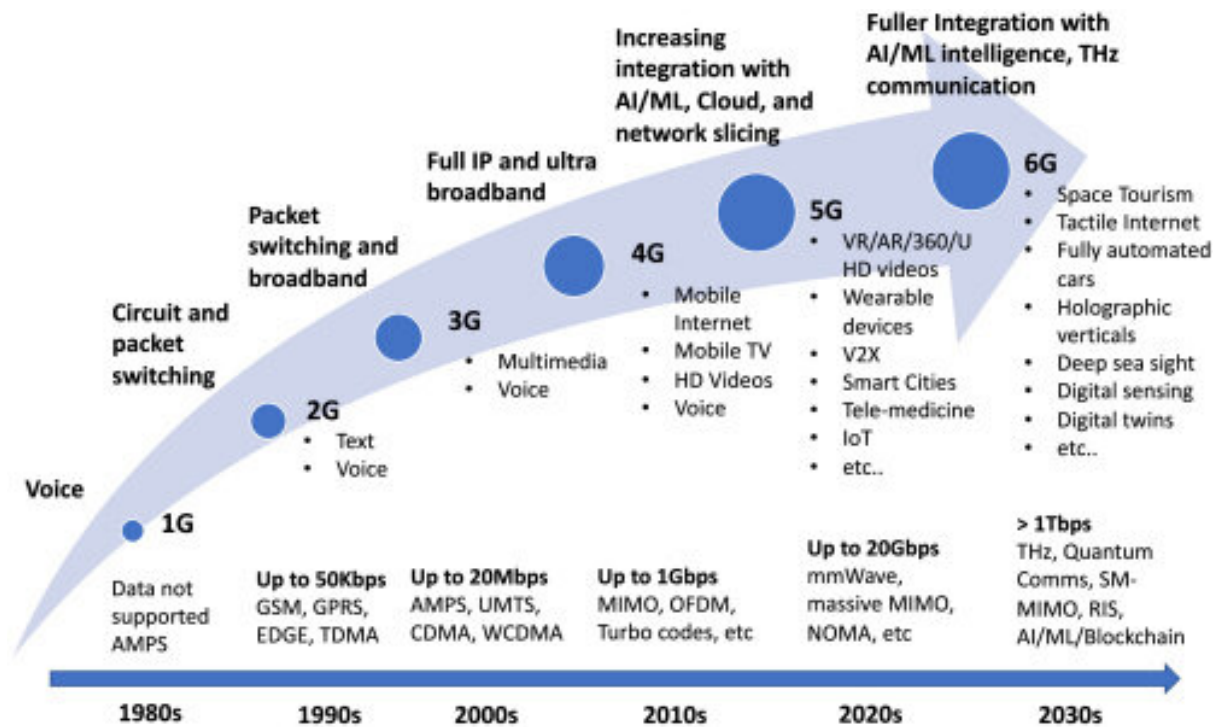 Voice
1G
Data not
supported
AMPS
1980s
Circuit and
packet
switching
2G
• Text
• Voice
Up to 50Kbps
GSM, GPRS,
EDGE, TDMA
1990s
Packet
switching and
broadband
3G
• Multimedia
• Voice
Up to 20Mbps
AMPS, UMTS,
CDMA, WCDMA
2000s
Full IP and ultra
broadband
4G
• Mobile
Internet
• Mobile TV
• HD Videos
• Voice
Up to 1Gbps
MIMO, OFDM,
Turbo codes, etc
2010s
Increasing
integration with
AI/ML, Cloud, and
network slicing
5G
• VR/AR/360/U
HD videos
• Wearable
devices
• V2X
• Smart Cities
• Tele-medicine
• IoT
• etc..
Up to 20Gbps
mmWave,
massive MIMO,
NOMA, etc
2020s
Fuller Integration with
AI/ML intelligence, THz
communication
6G
• Space Tourism
• Tactile Internet
• Fully automated
cars
• Holographic
verticals
• Deep sea sight
• Digital sensing
• Digital twins
• etc..
> 1Tbps
THz, Quantum
Comms, SM-
MIMO, RIS,
AI/ML/Blockchain
2030s